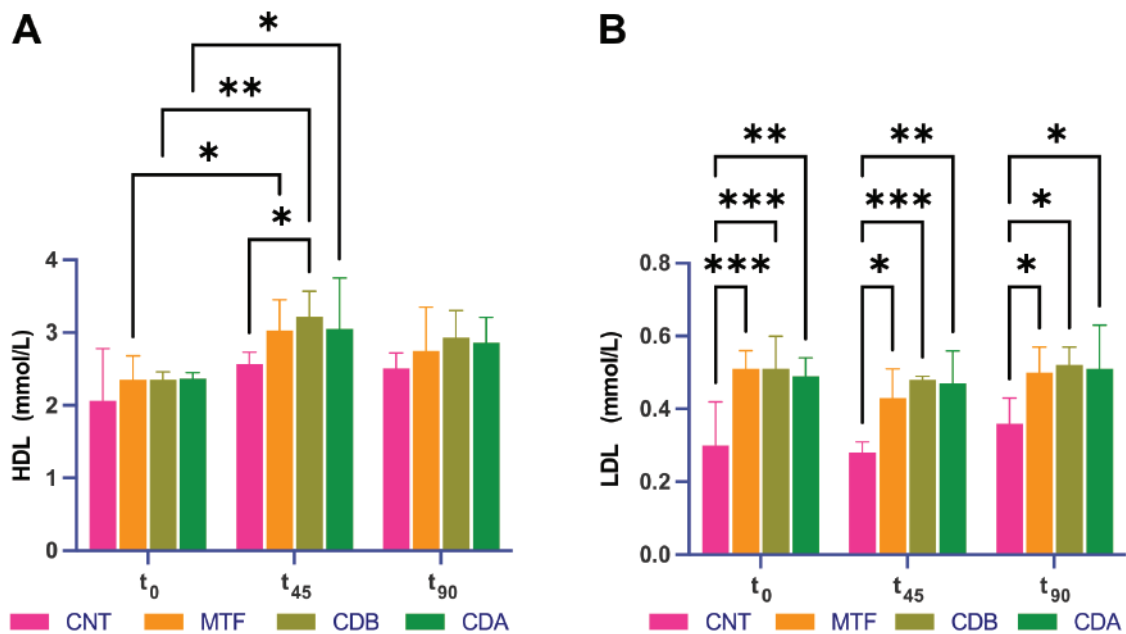 A
B
*
**
*
*
** ** *
*** *** *
*** * *
4
3
2
1
0
HDL (mmol/L)
t0 t45 t90
CNT MTF CDB CDA
0.8
0.6
0.4
0.2
0.0
LDL (mmol/L)
t0 t45 t90
CNT MTF CDB CDA